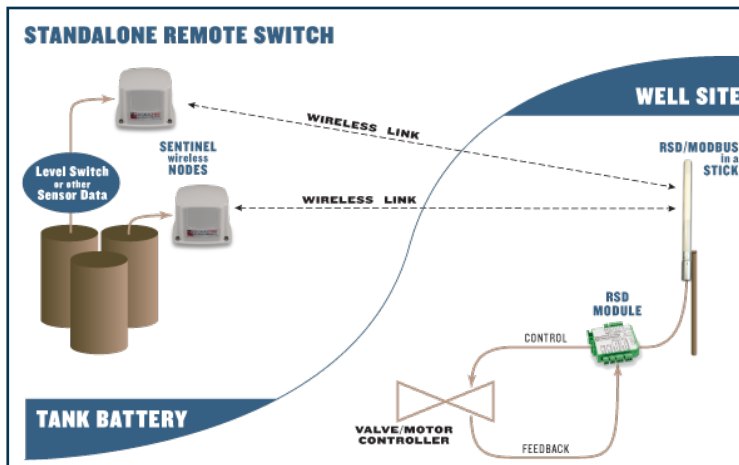 STANDALONE REMOTE SWITCH
WELL SITE
WIRELESS LINK
SENTINEL
wireless
NODES
RSD/MODBUS
in a
STICK
Level Switch
or other
Sensor Data
WIRELESS LINK
RSD
MODULE
CONTROL
TANK BATTERY
VALVE/MOTOR
CONTROLLER
FEEDBACK